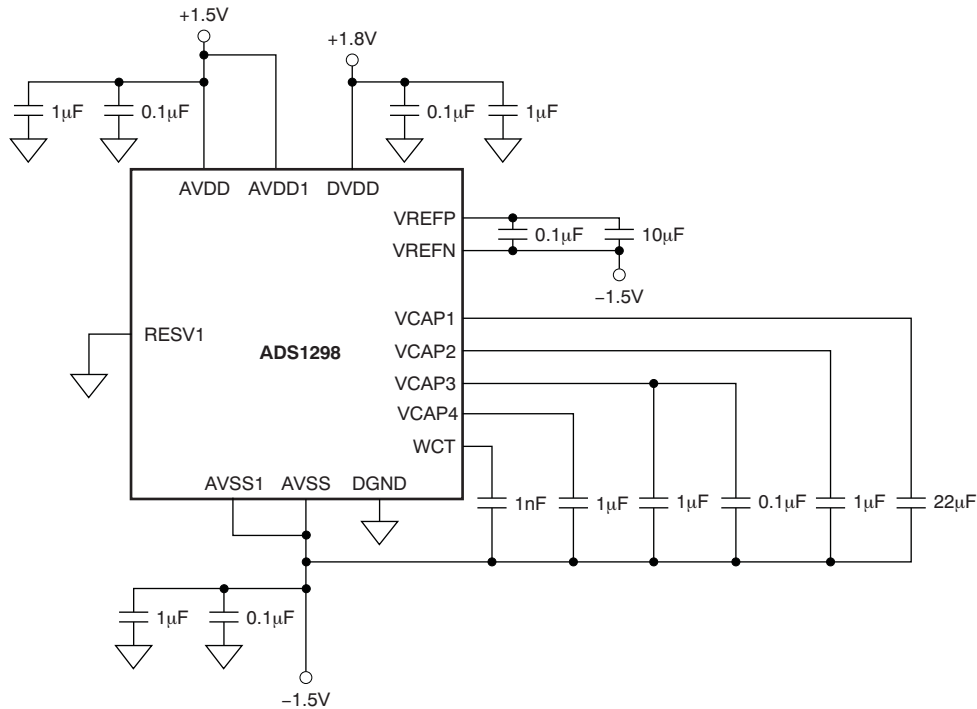 +1.5V
+1.8V
1μF
0.1μF
0.1μF
1μF
AVDD
AVDD1
DVDD
VREFP
0.1μF
10μF
VREFN
−1.5V
VCAP1
RESV1
ADS1298
VCAP2
VCAP3
VCAP4
WCT
AVSS1
AVSS
DGND
1nF
1μF
1μF
0.1μF
1μF
22μF
1μF
0.1μF
−1.5V